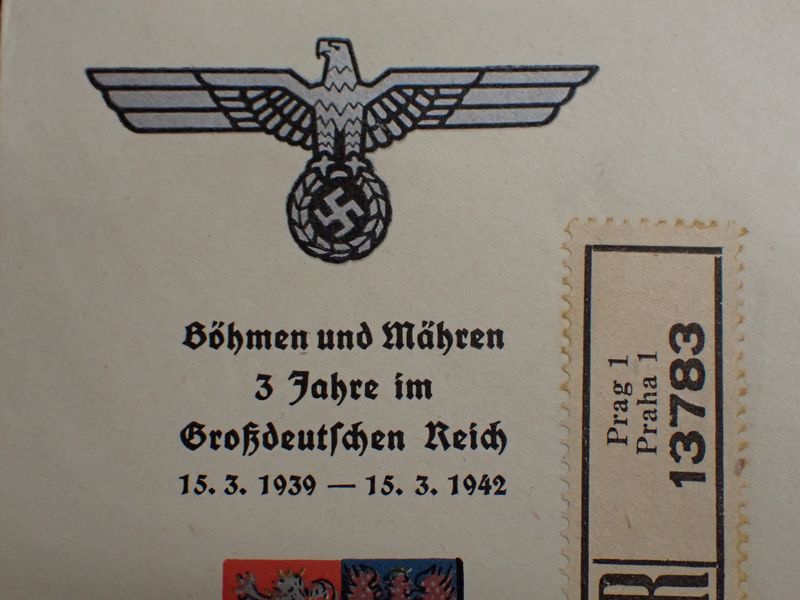 Böhmen und Mähren
3 Jahre im
Großdeutſchen Reich
15. 3. 1939 — 15. 3. 1942
Prag 1
Praha 1
13783
R